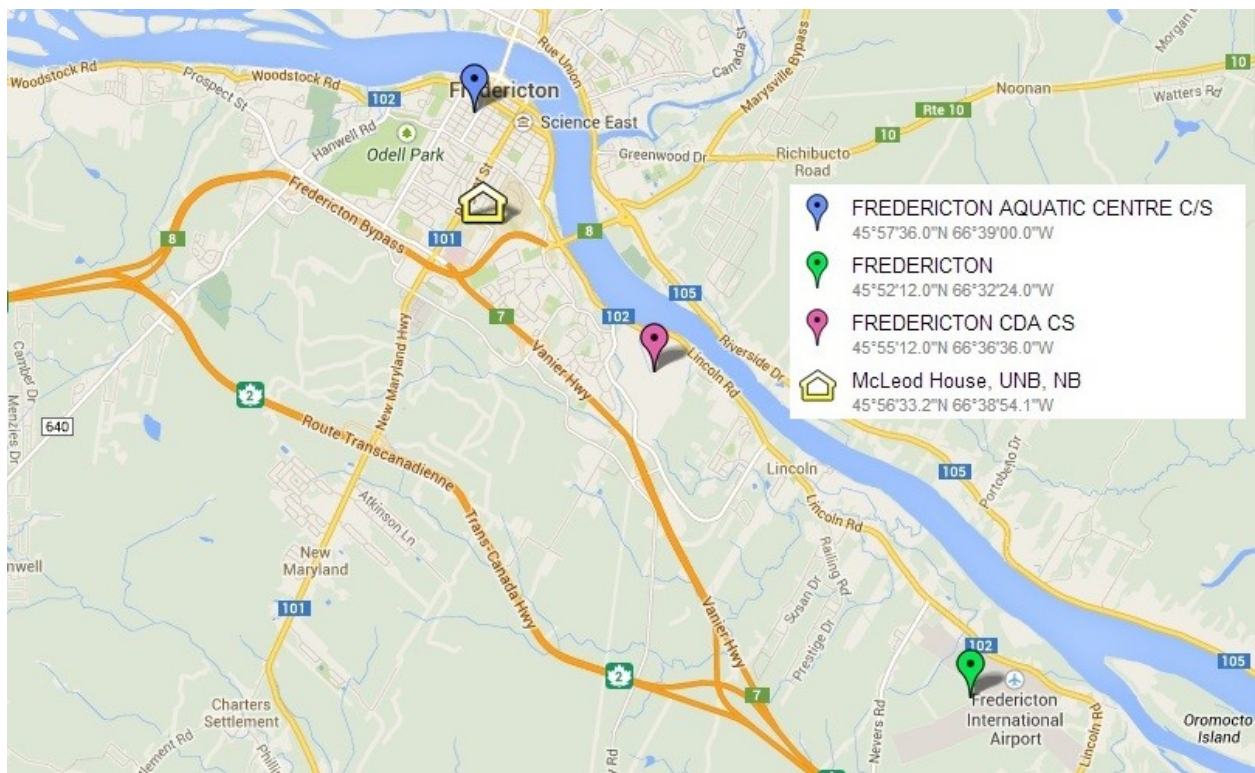 Woodstock Rd
Prospect St
Woodstock Rd
102
Hanwell Rd
Odell Park
Fredericton
Science East
Rue Union
Canada St
Marysville Bypass
Greenwood Dr
Richibucto
Road
10
Rte 10
Noonan
Morgan
10
Watters Rd
FREDERICTON AQUATIC CENTRE C/S
45°57'36.0"N 66°39'00.0"W
FREDERICTON
45°52'12.0"N 66°32'24.0"W
FREDERICTON CDA CS
45°55'12.0"N 66°36'36.0"W
McLeod House, UNB, NB
45°56'33.2"N 66°38'54.1"W
8
Fredericton Bypass
101
8
7
102
105
Vanier Hwy
Lincoln Rd
Riverside Dr
New Maryland Hwy
Camber Dr
Menzies Dr
640
2
Route Transcanadienne
Trans-Canada Hwy
Atkinson Ln
New
Maryland
nwell
101
Lincoln
Lincoln Rd
105
Portobello Dr
Railing Rd
Susan Dr
Prestige Dr
Vanier Hwy
2
7
Nevers Rd
102
Fredericton
International
Airport
Lincoln Rd
105
Oromocto
Island
Charters
Settlement
tlement Rd